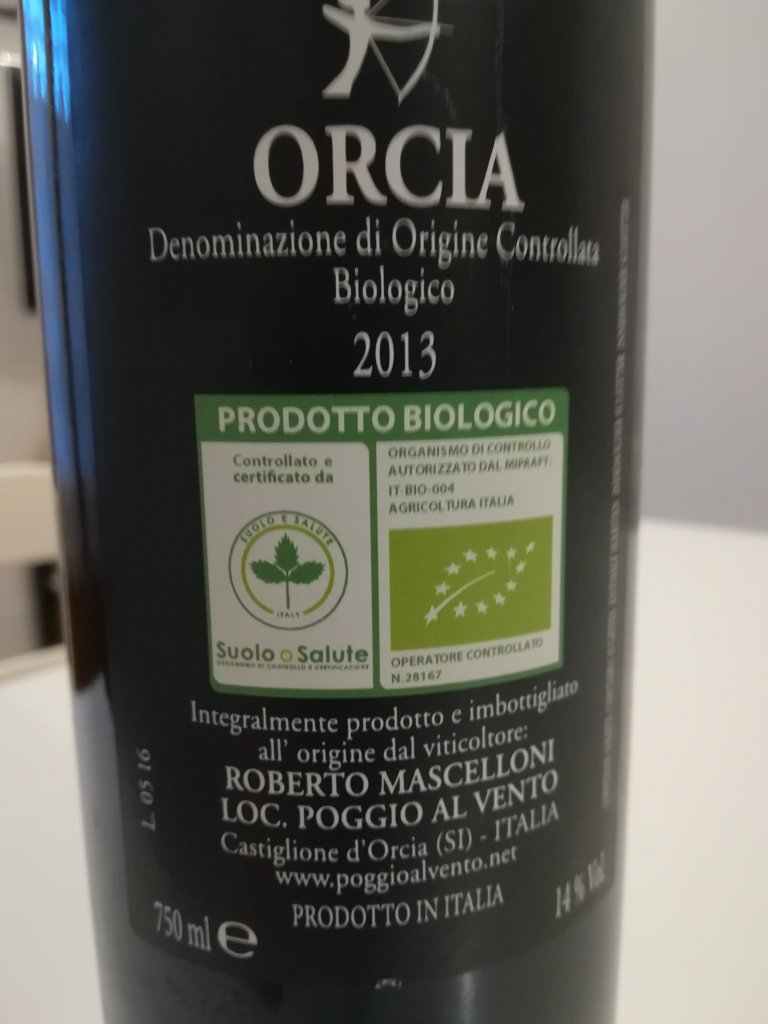 ORCIA
Denominazione di Origine Controllata
Biologico
2013
PRODOTTO BIOLOGICO
Controllato e
certificato da
SUOLO E SALUTE
ITALY
Suolo e Salute
ORGANISMO DI CONTROLLO E CERTIFICAZIONE
ORGANISMO DI CONTROLLO
AUTORIZZATO DAL MIPAAFT:
IT-BIO-004
AGRICOLTURA ITALIA
OPERATORE CONTROLLATO
N.28167
Integralmente prodotto e imbottigliato
all' origine dal viticoltore:
ROBERTO MASCELLONI
LOC. POGGIO AL VENTO
Castiglione d'Orcia (SI) - ITALIA
www.poggioalvento.net
PRODOTTO IN ITALIA
L. 05 16
750 ml e
14 % Vol.